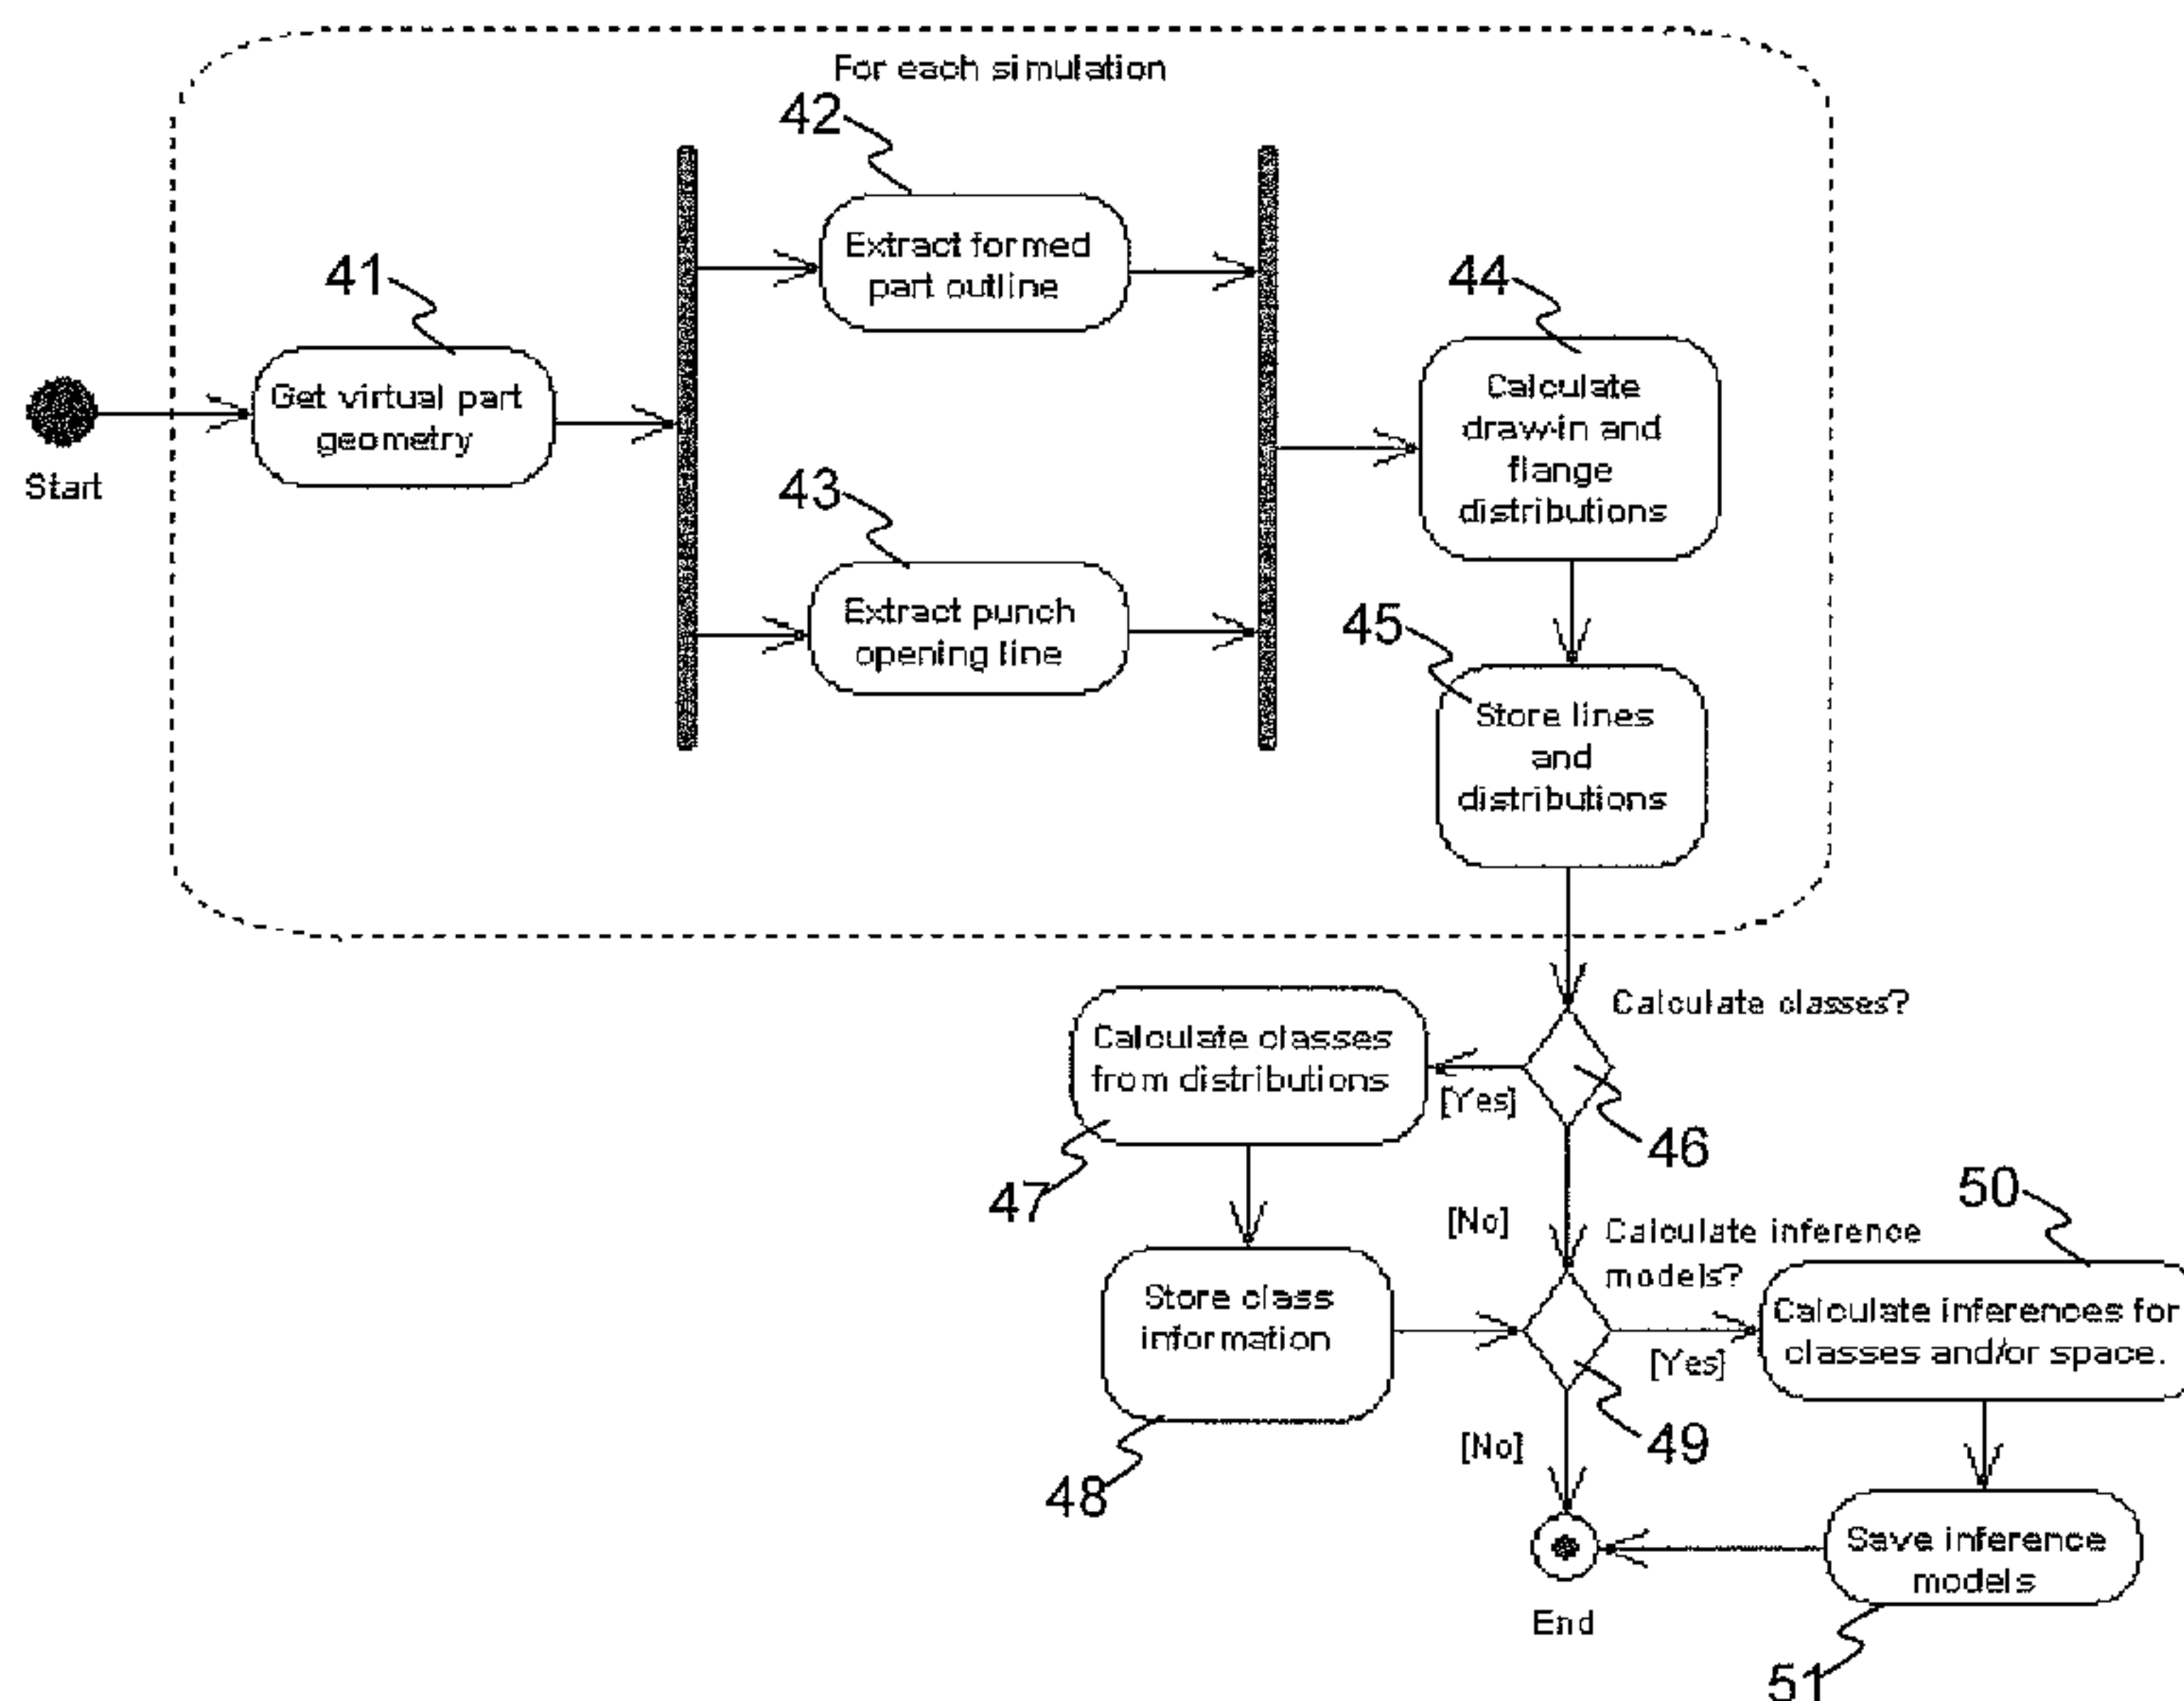 For each simulation
42
Extract formed
part outline
41
Get virtual part
geometry
Start
43
Extract punch
opening line
44
Calculate
draw-in and
flange
distributions
45
Store lines
and
distributions
Calculate classes?
46
[Yes]
Calculate classes
from distributions
47
[No]
Store class
information
48
Calculate inference
models?
49
[Yes]
50
Calculate inferences for
classes and/or space.
[No]
Save inference
models
51
End